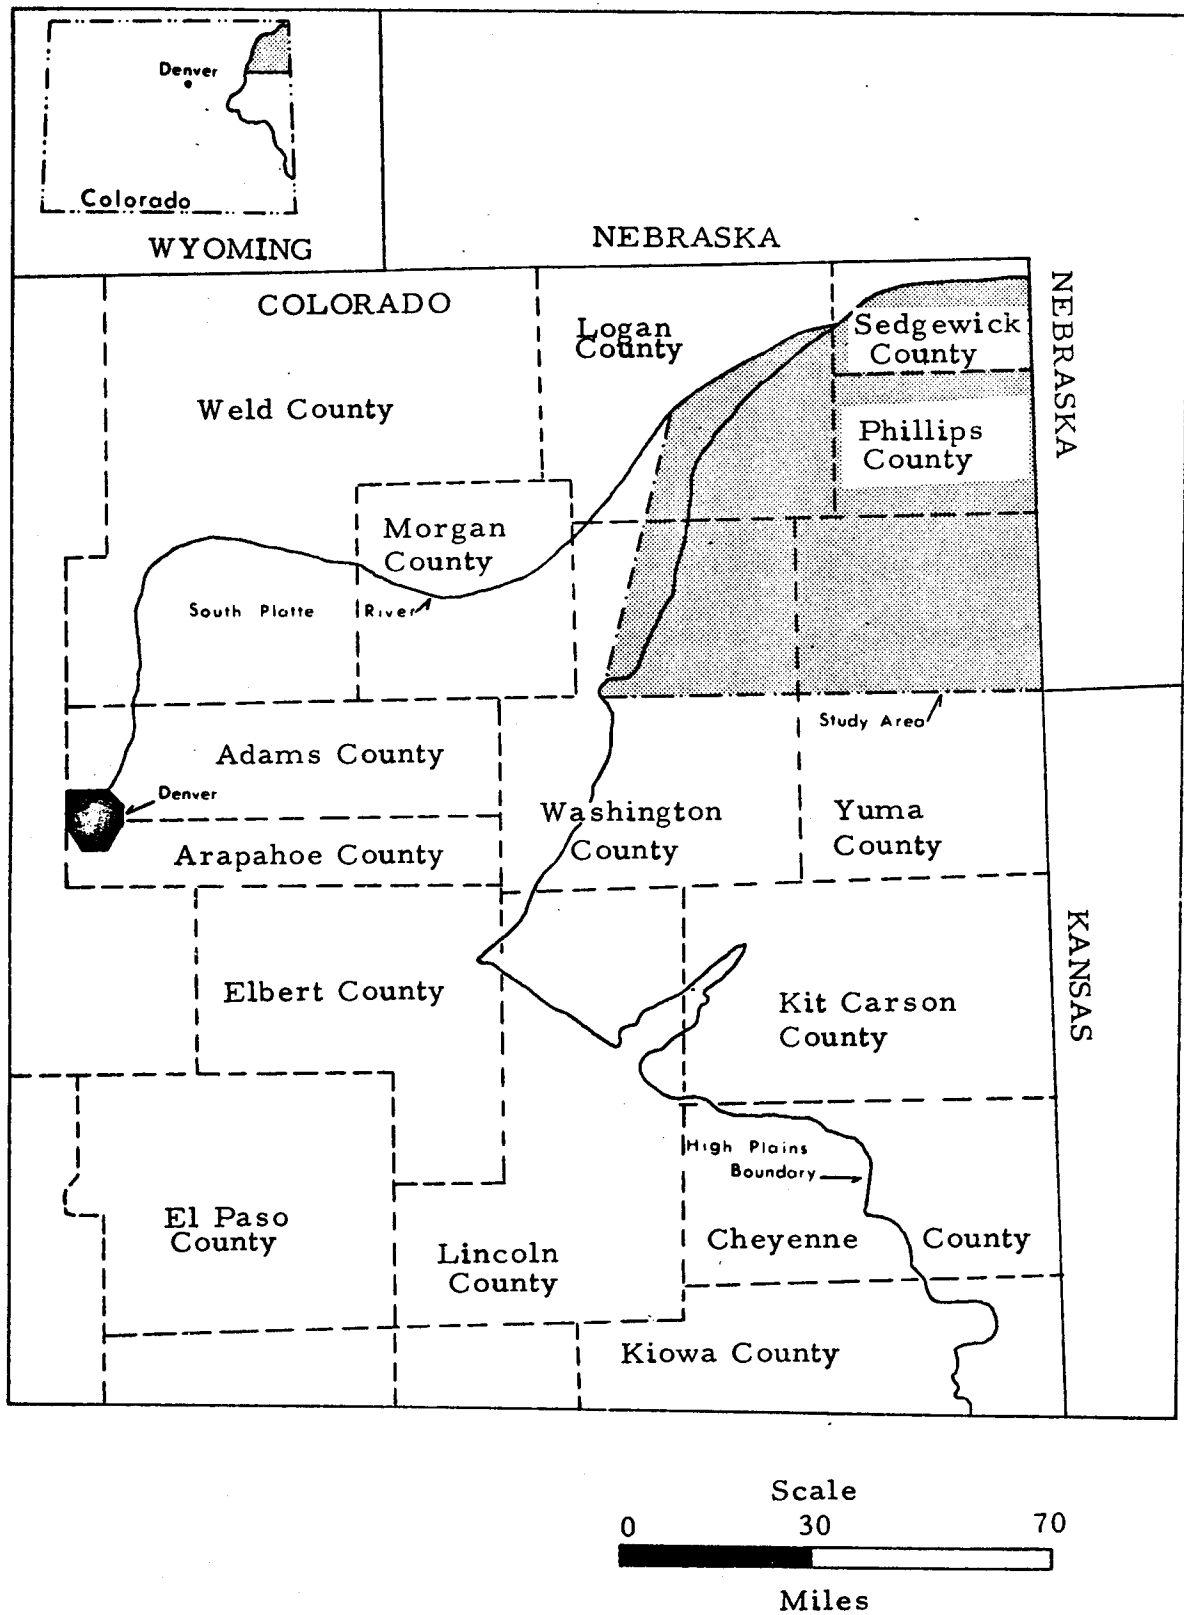 Denver
Colorado
WYOMING
NEBRASKA
COLORADO
NEBRASKA
Logan
County
Sedgewick
County
Weld County
Phillips
County
Morgan
County
South Platte River
Study Area
Adams County
Denver
Washington
County
Yuma
County
Arapahoe County
KANSAS
Elbert County
Kit Carson
County
High Plains
Boundary
El Paso
County
Cheyenne County
Lincoln
County
Kiowa County
Scale
0 30 70
Miles